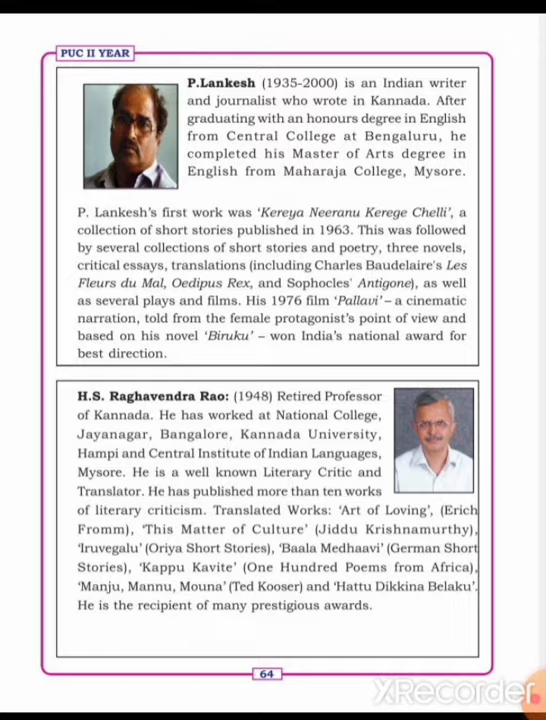 PUC II YEAR
P.Lankesh (1935-2000) is an Indian writer
and journalist who wrote in Kannada. After
graduating with an honours degree in English
from Central College at Bengaluru, he
completed his Master of Arts degree in
English from Maharaja College, Mysore.
P. Lankesh's first work was 'Kereya Neeranu Kerege Chelli', a
collection of short stories published in 1963. This was followed
by several collections of short stories and poetry, three novels,
critical essays, translations (including Charles Baudelaire's Les
Fleurs du Mal, Oedipus Rex, and Sophocles' Antigone), as well
as several plays and films. His 1976 film 'Pallavi' – a cinematic
narration, told from the female protagonist's point of view and
based on his novel 'Biruku' – won India's national award for
best direction.
H.S. Raghavendra Rao: (1948) Retired Professor
of Kannada. He has worked at National College,
Jayanagar, Bangalore, Kannada University,
Hampi and Central Institute of Indian Languages,
Mysore. He is a well known Literary Critic and
Translator. He has published more than ten works
of literary criticism. Translated Works: 'Art of Loving', (Erich
Fromm), 'This Matter of Culture' (Jiddu Krishnamurthy),
'Iruvegalu' (Oriya Short Stories), 'Baala Medhaavi' (German Short
Stories), 'Kappu Kavite' (One Hundred Poems from Africa),
'Manju, Mannu, Mouna' (Ted Kooser) and 'Hattu Dikkina Belaku'.
He is the recipient of many prestigious awards.
64
XRecorder